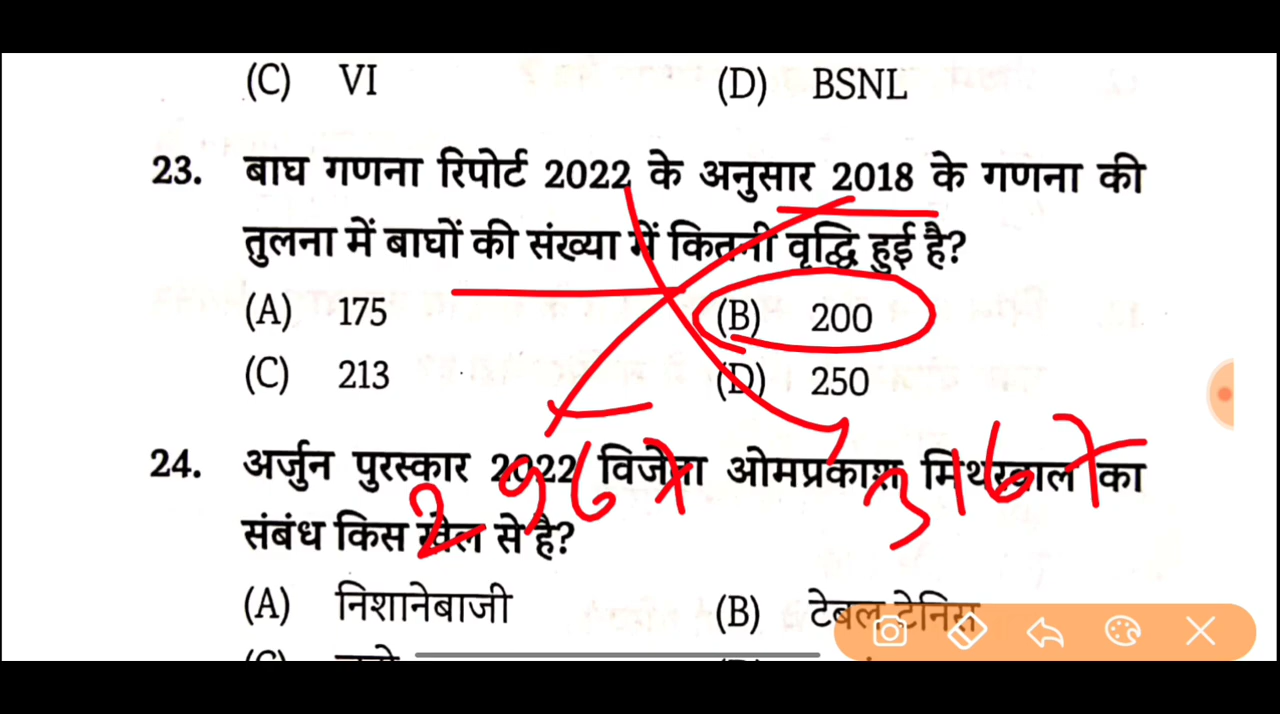 (C) VI (D) BSNL
23. बाघ गणना रिपोर्ट 2022 के अनुसार 2018 के गणना की
तुलना में बाघों की संख्या में कितनी वृद्धि हुई है?
(A) 175 (B) 200
(C) 213 (D) 250
2967 3167
24. अर्जुन पुरस्कार 2022 विजेता ओमप्रकाश मिथरवाल का
संबंध किस खेल से है?
(A) निशानेबाजी (B) टेबल टेनिस